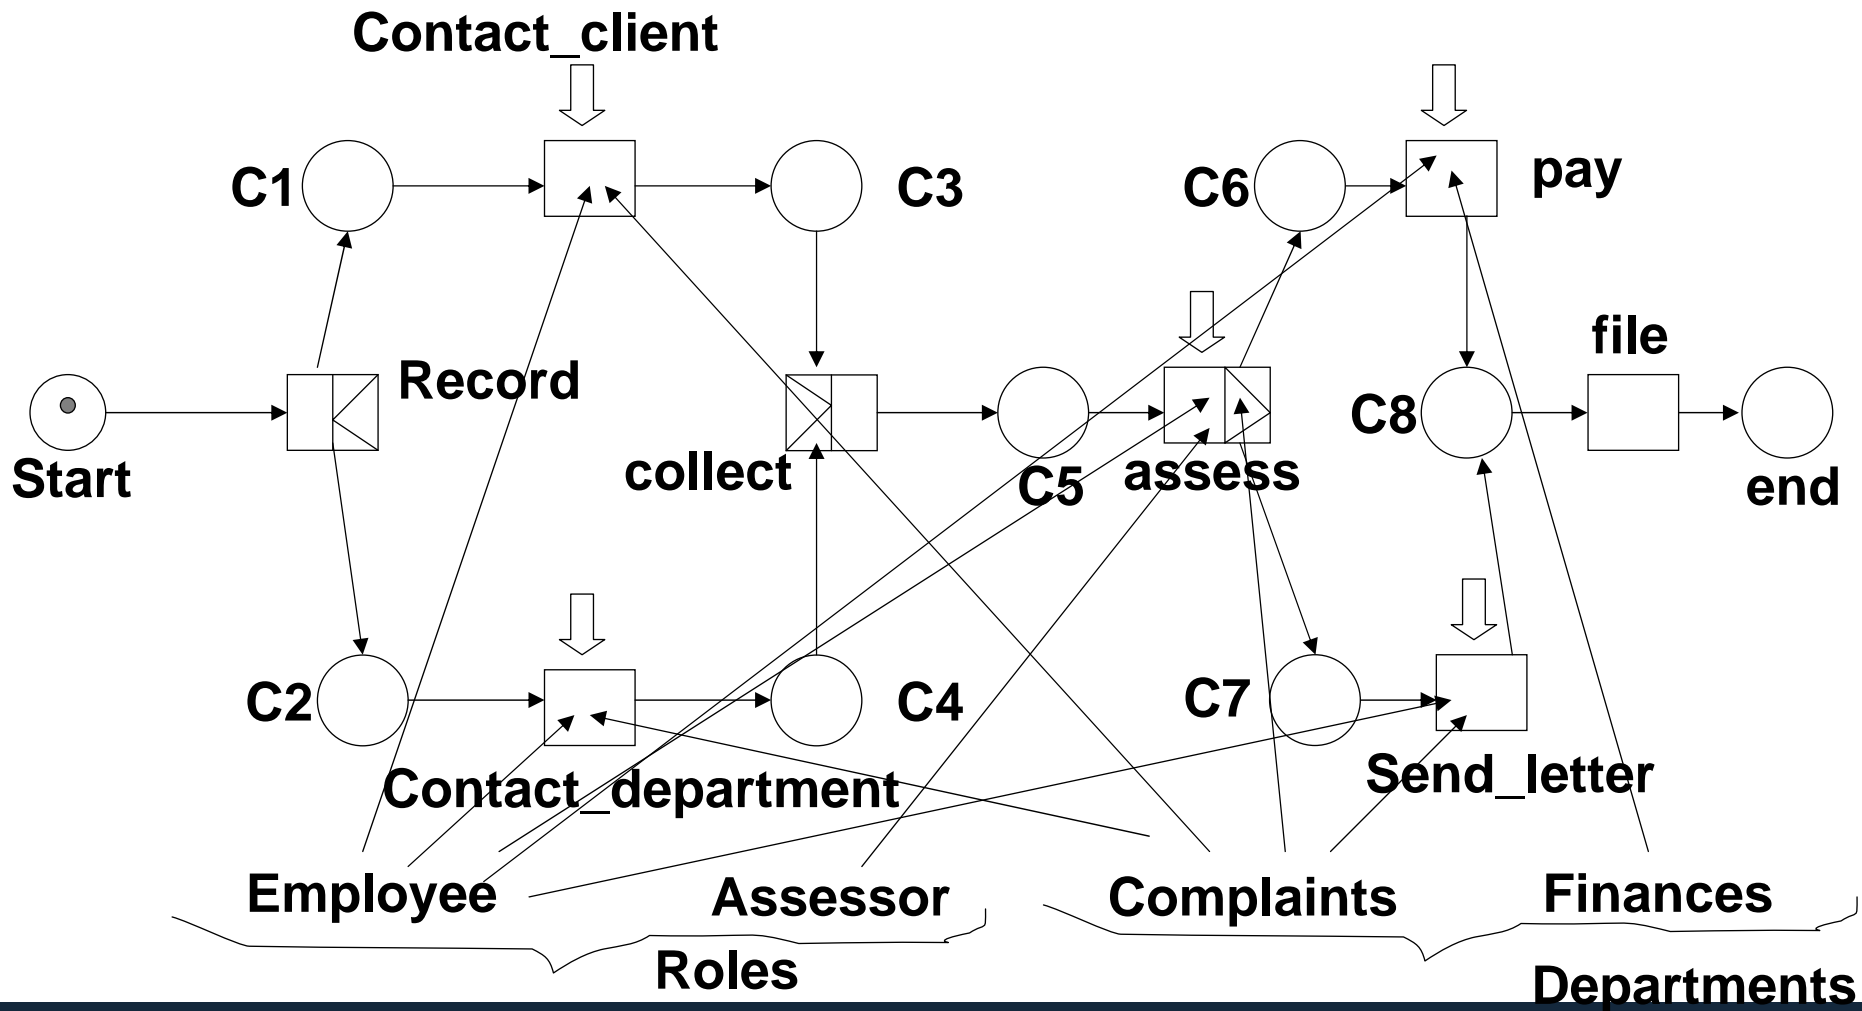 Contact_client
C1
C3
C6
pay
Record
file
Start
collect
C5
assess
C8
end
C2
C4
C7
Contact_department
Send_letter
Employee
Assessor
Complaints
Finances
Roles
Departments